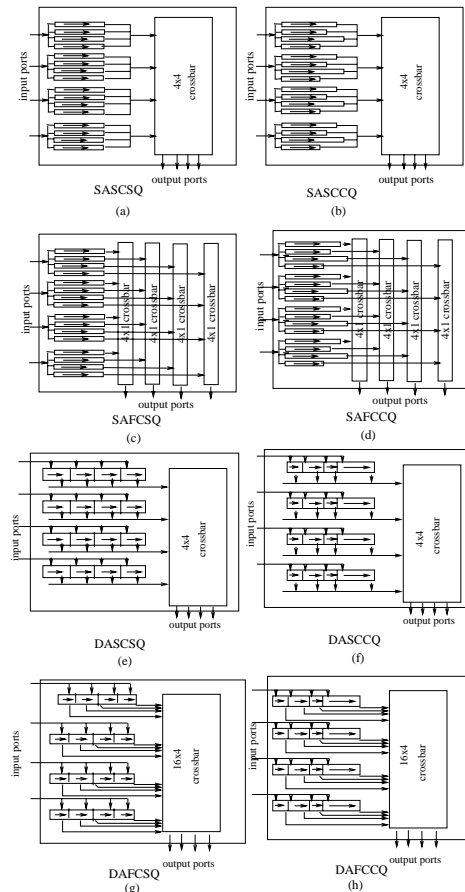 input ports
4x4
crossbar
output ports
SASCSQ
(a)
input ports
4x4
crossbar
output ports
SASCCQ
(b)
input ports
4x1 crossbar
4x1 crossbar
4x1 crossbar
4x1 crossbar
output ports
SAFCSQ
(c)
input ports
4x1 crossbar
4x1 crossbar
4x1 crossbar
4x1 crossbar
output ports
SAFCCQ
(d)
input ports
4x4
crossbar
output ports
DASCSQ
(e)
input ports
4x4
crossbar
output ports
DASCCQ
(f)
input ports
16x4
crossbar
output ports
DAFCSQ
(g)
input ports
16x4
crossbar
output ports
DAFCCQ
(h)